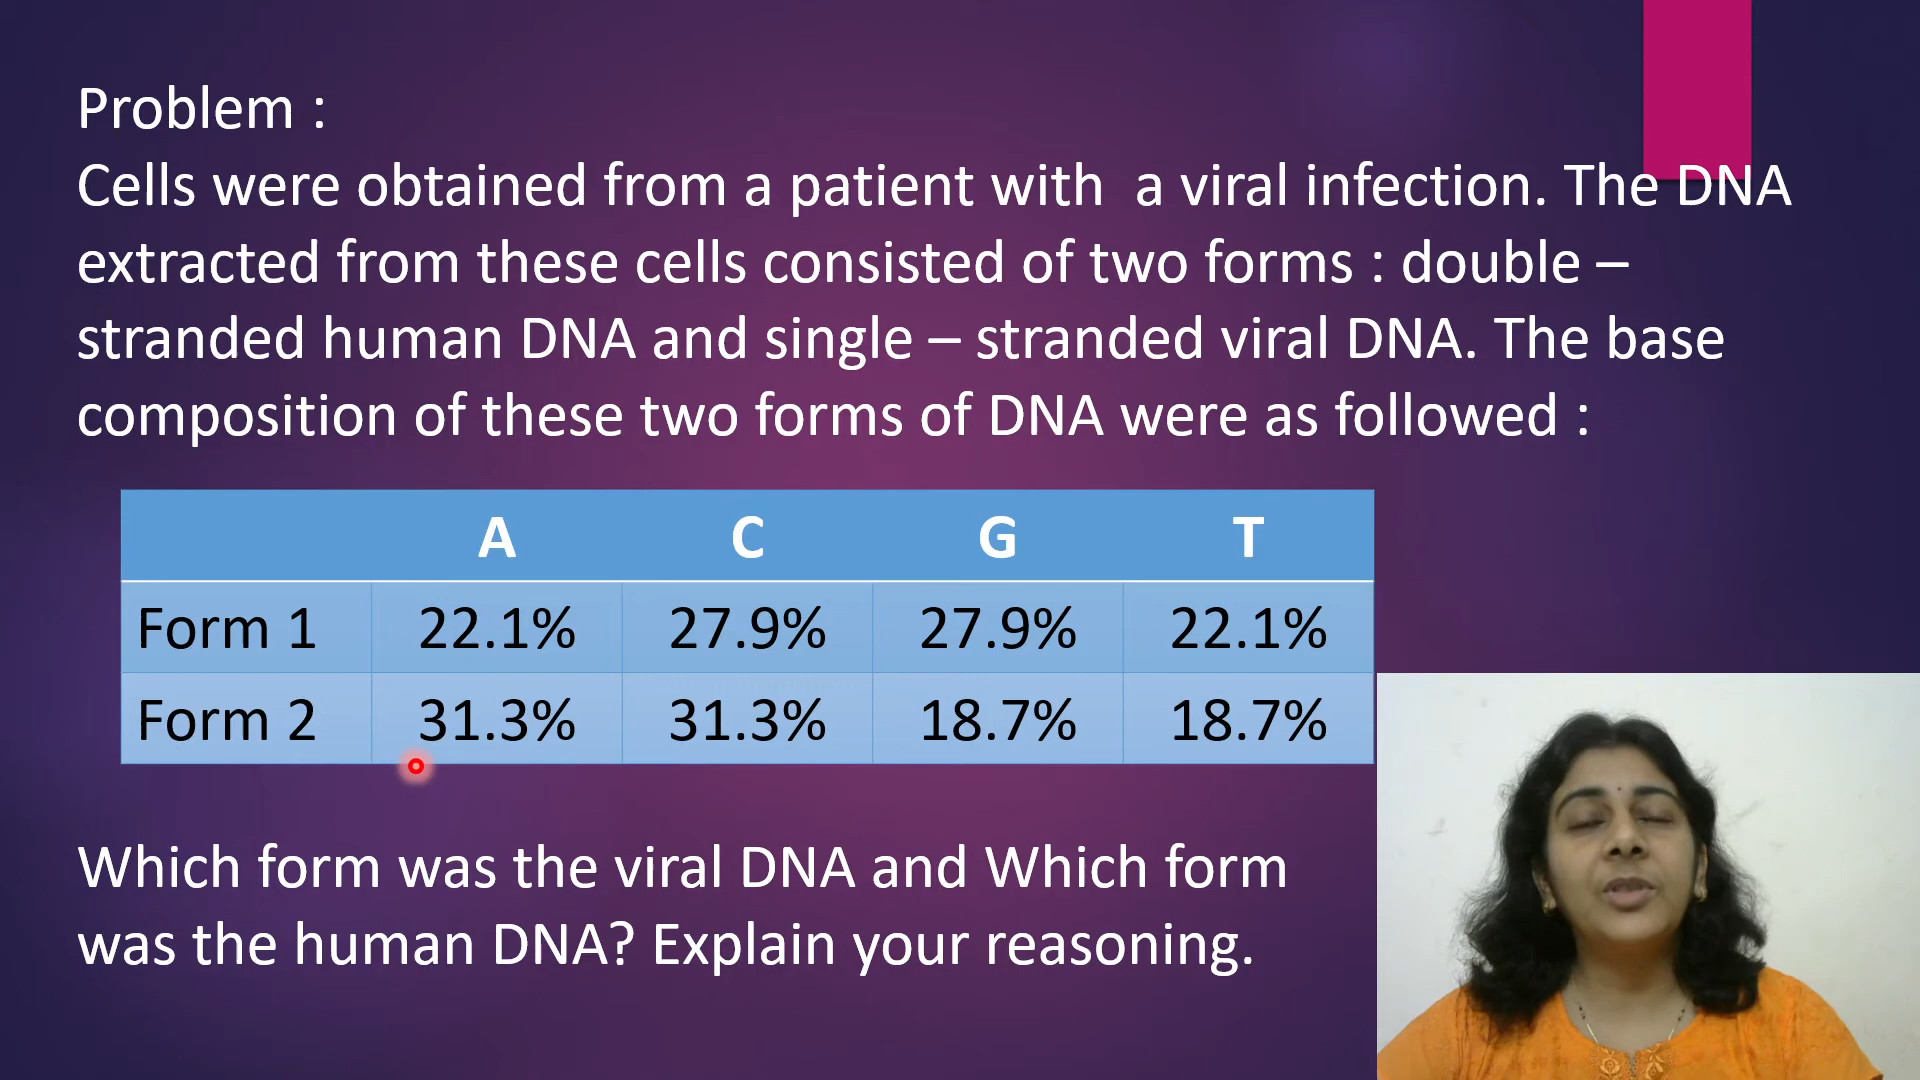 Problem :
Cells were obtained from a patient with a viral infection. The DNA
extracted from these cells consisted of two forms : double –
stranded human DNA and single – stranded viral DNA. The base
composition of these two forms of DNA were as followed :
A C G T
Form 1 22.1% 27.9% 27.9% 22.1%
Form 2 31.3% 31.3% 18.7% 18.7%
Which form was the viral DNA and Which form
was the human DNA? Explain your reasoning.